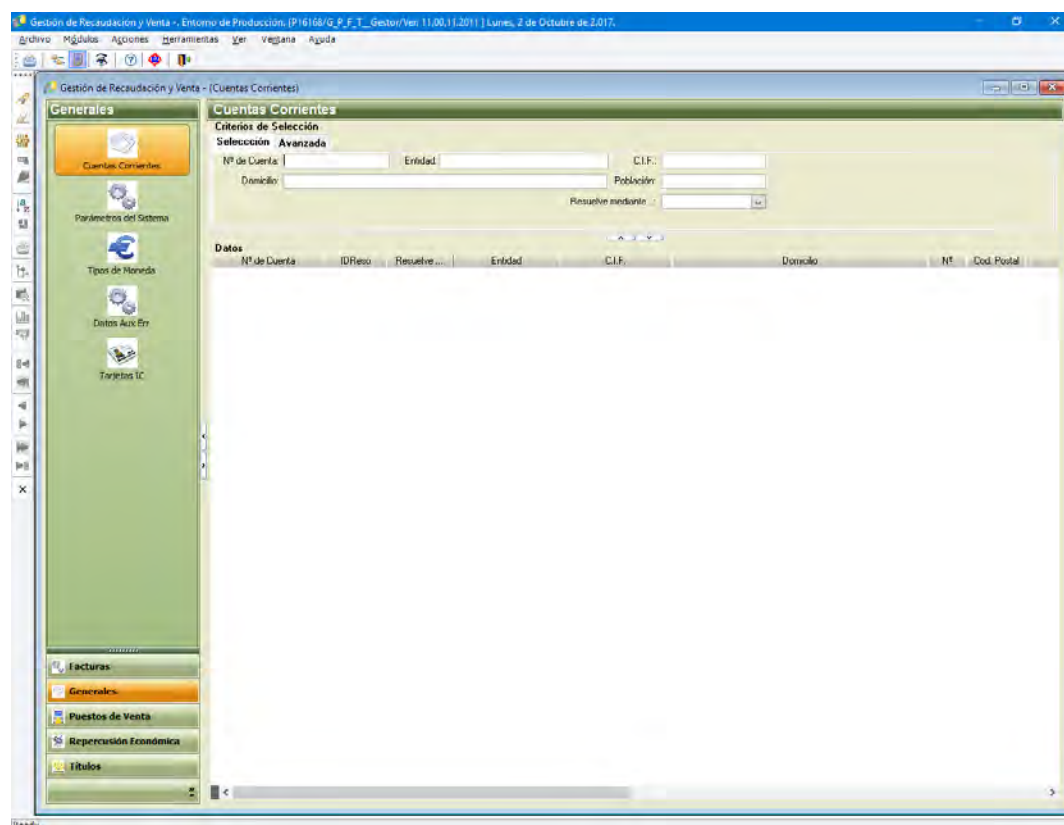 Gestión de Recaudación y Venta -. Entorno de Producción. [P16168/G_P_F_T__Gestor/Ver: 11.00.11.2011 ] Lunes, 2 de Octubre de 2.017.
Archivo Módulos Acciones Herramientas Ver Ventana Ayuda
Gestión de Recaudación y Venta - (Cuentas Corrientes)
Generales
Cuentas Corrientes
Parámetros del Sistema
Tipos de Moneda
Datos Aux Err
Tarjetas IC
Facturas
Generales
Puestos de Venta
Repercusión Económica
Títulos
Cuentas Corrientes
Criterios de Selección
Seleccción Avanzada
Nº de Cuenta: Entidad: C.I.F.:
Domicilio: Población:
Resuelve mediante ...:
Datos
Nº de Cuenta IDReso Resuelve .... Entidad C.I.F. Domicilio Nº Cod. Postal